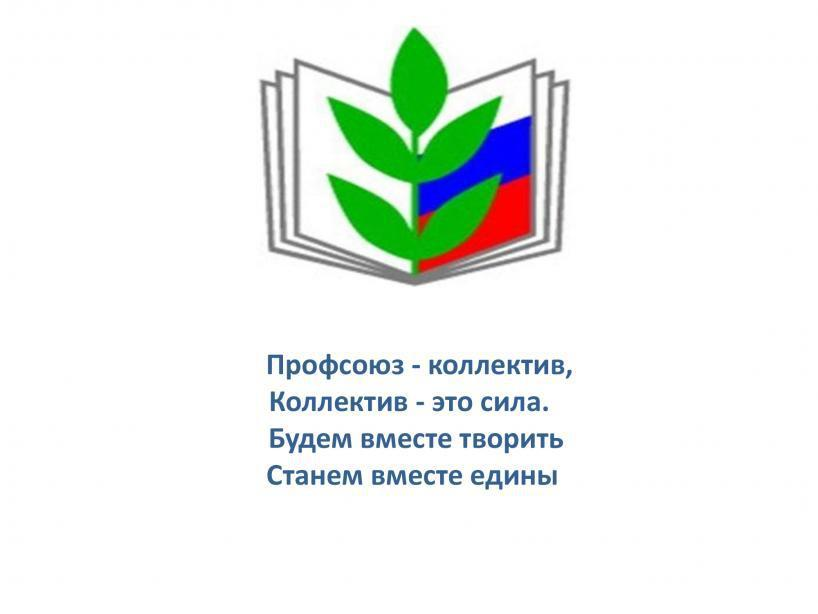 Профсоюз - коллектив,
Коллектив - это сила.
Будем вместе творить
Станем вместе едины